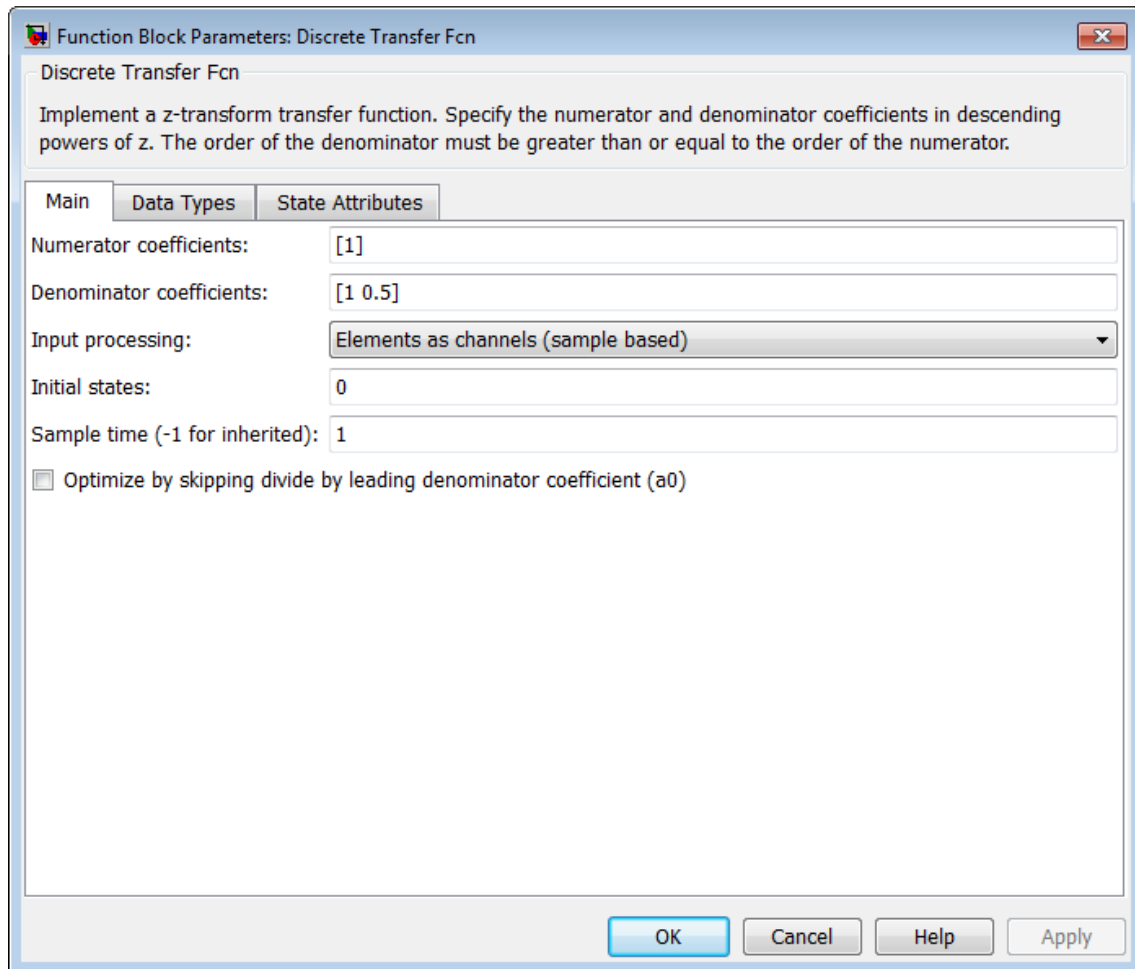 Function Block Parameters: Discrete Transfer Fcn
Discrete Transfer Fcn
Implement a z-transform transfer function. Specify the numerator and denominator coefficients in descending
powers of z. The order of the denominator must be greater than or equal to the order of the numerator.
Main Data Types State Attributes
Numerator coefficients: [1]
Denominator coefficients: [1 0.5]
Input processing: Elements as channels (sample based)
Initial states: 0
Sample time (-1 for inherited): 1
Optimize by skipping divide by leading denominator coefficient (a0)
OK Cancel Help Apply